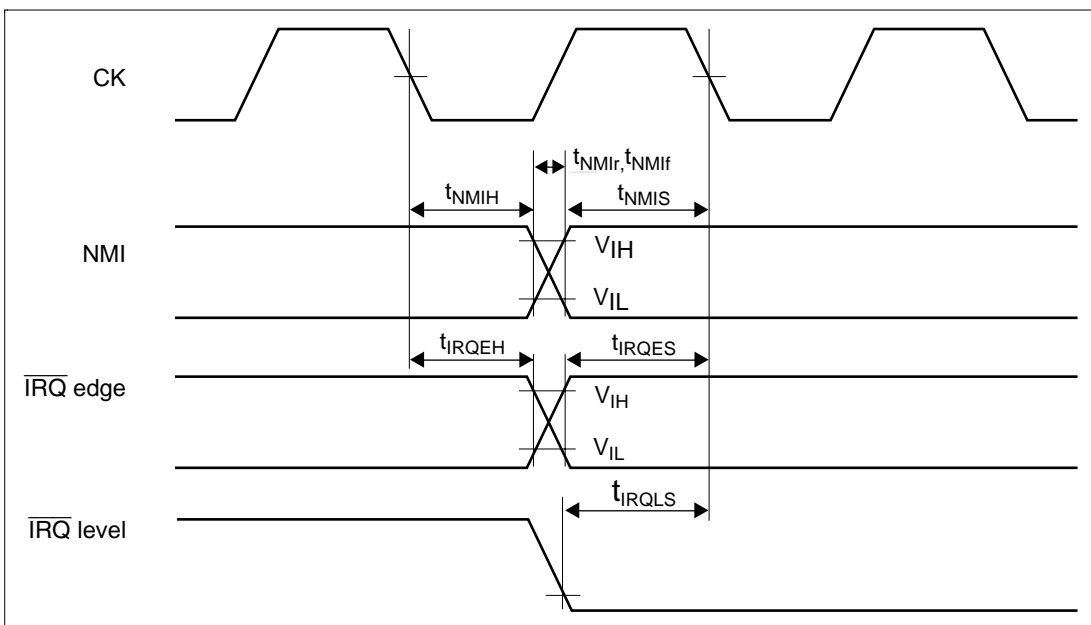 CK
tNMIr,tNMIf
tNMIH
tNMIS
NMI
VIH
VIL
tIRQEH
tIRQES
IRQ edge
VIH
VIL
tIRQLS
IRQ level